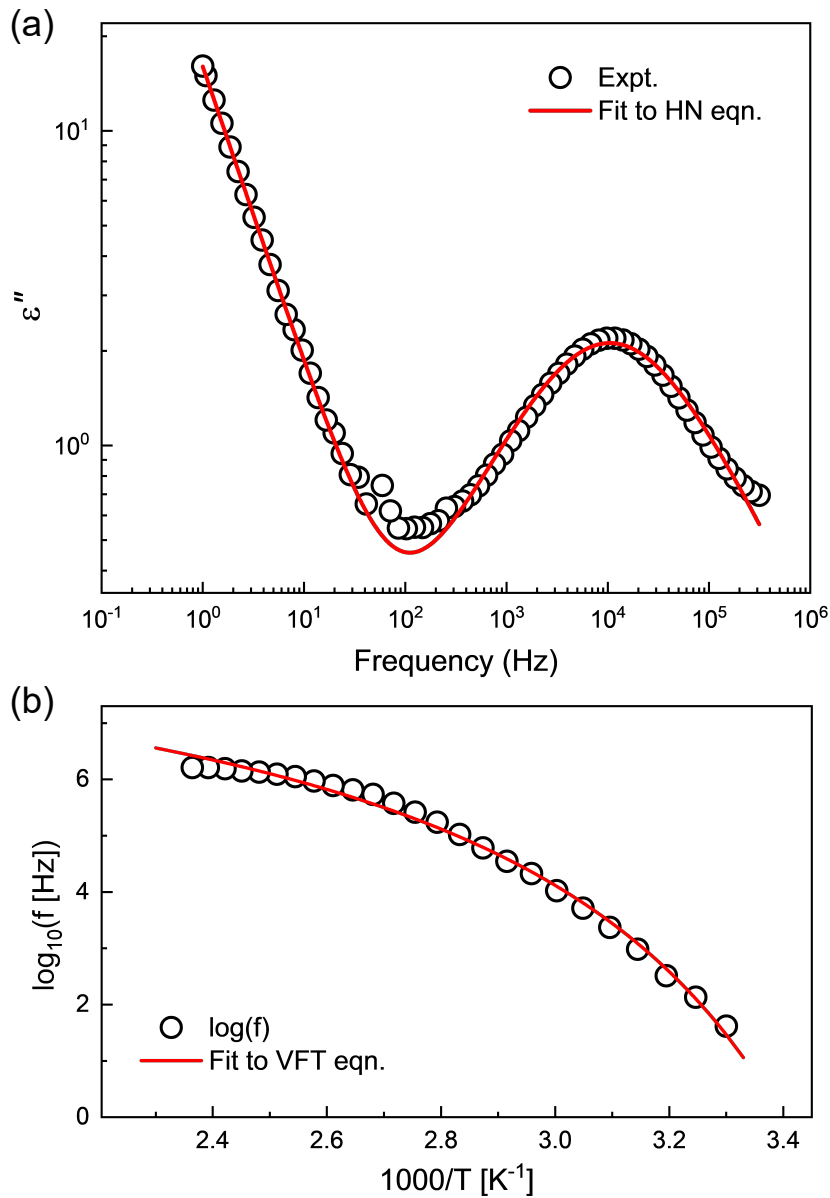 (a)
Expt.
Fit to HN eqn.
10¹
10⁰
ε″
10⁻¹ 10⁰ 10¹ 10² 10³ 10⁴ 10⁵ 10⁶
Frequency (Hz)
(b)
6
4
2
0
log₁₀(f [Hz])
log(f)
Fit to VFT eqn.
2.4 2.6 2.8 3.0 3.2 3.4
1000/T [K⁻¹]